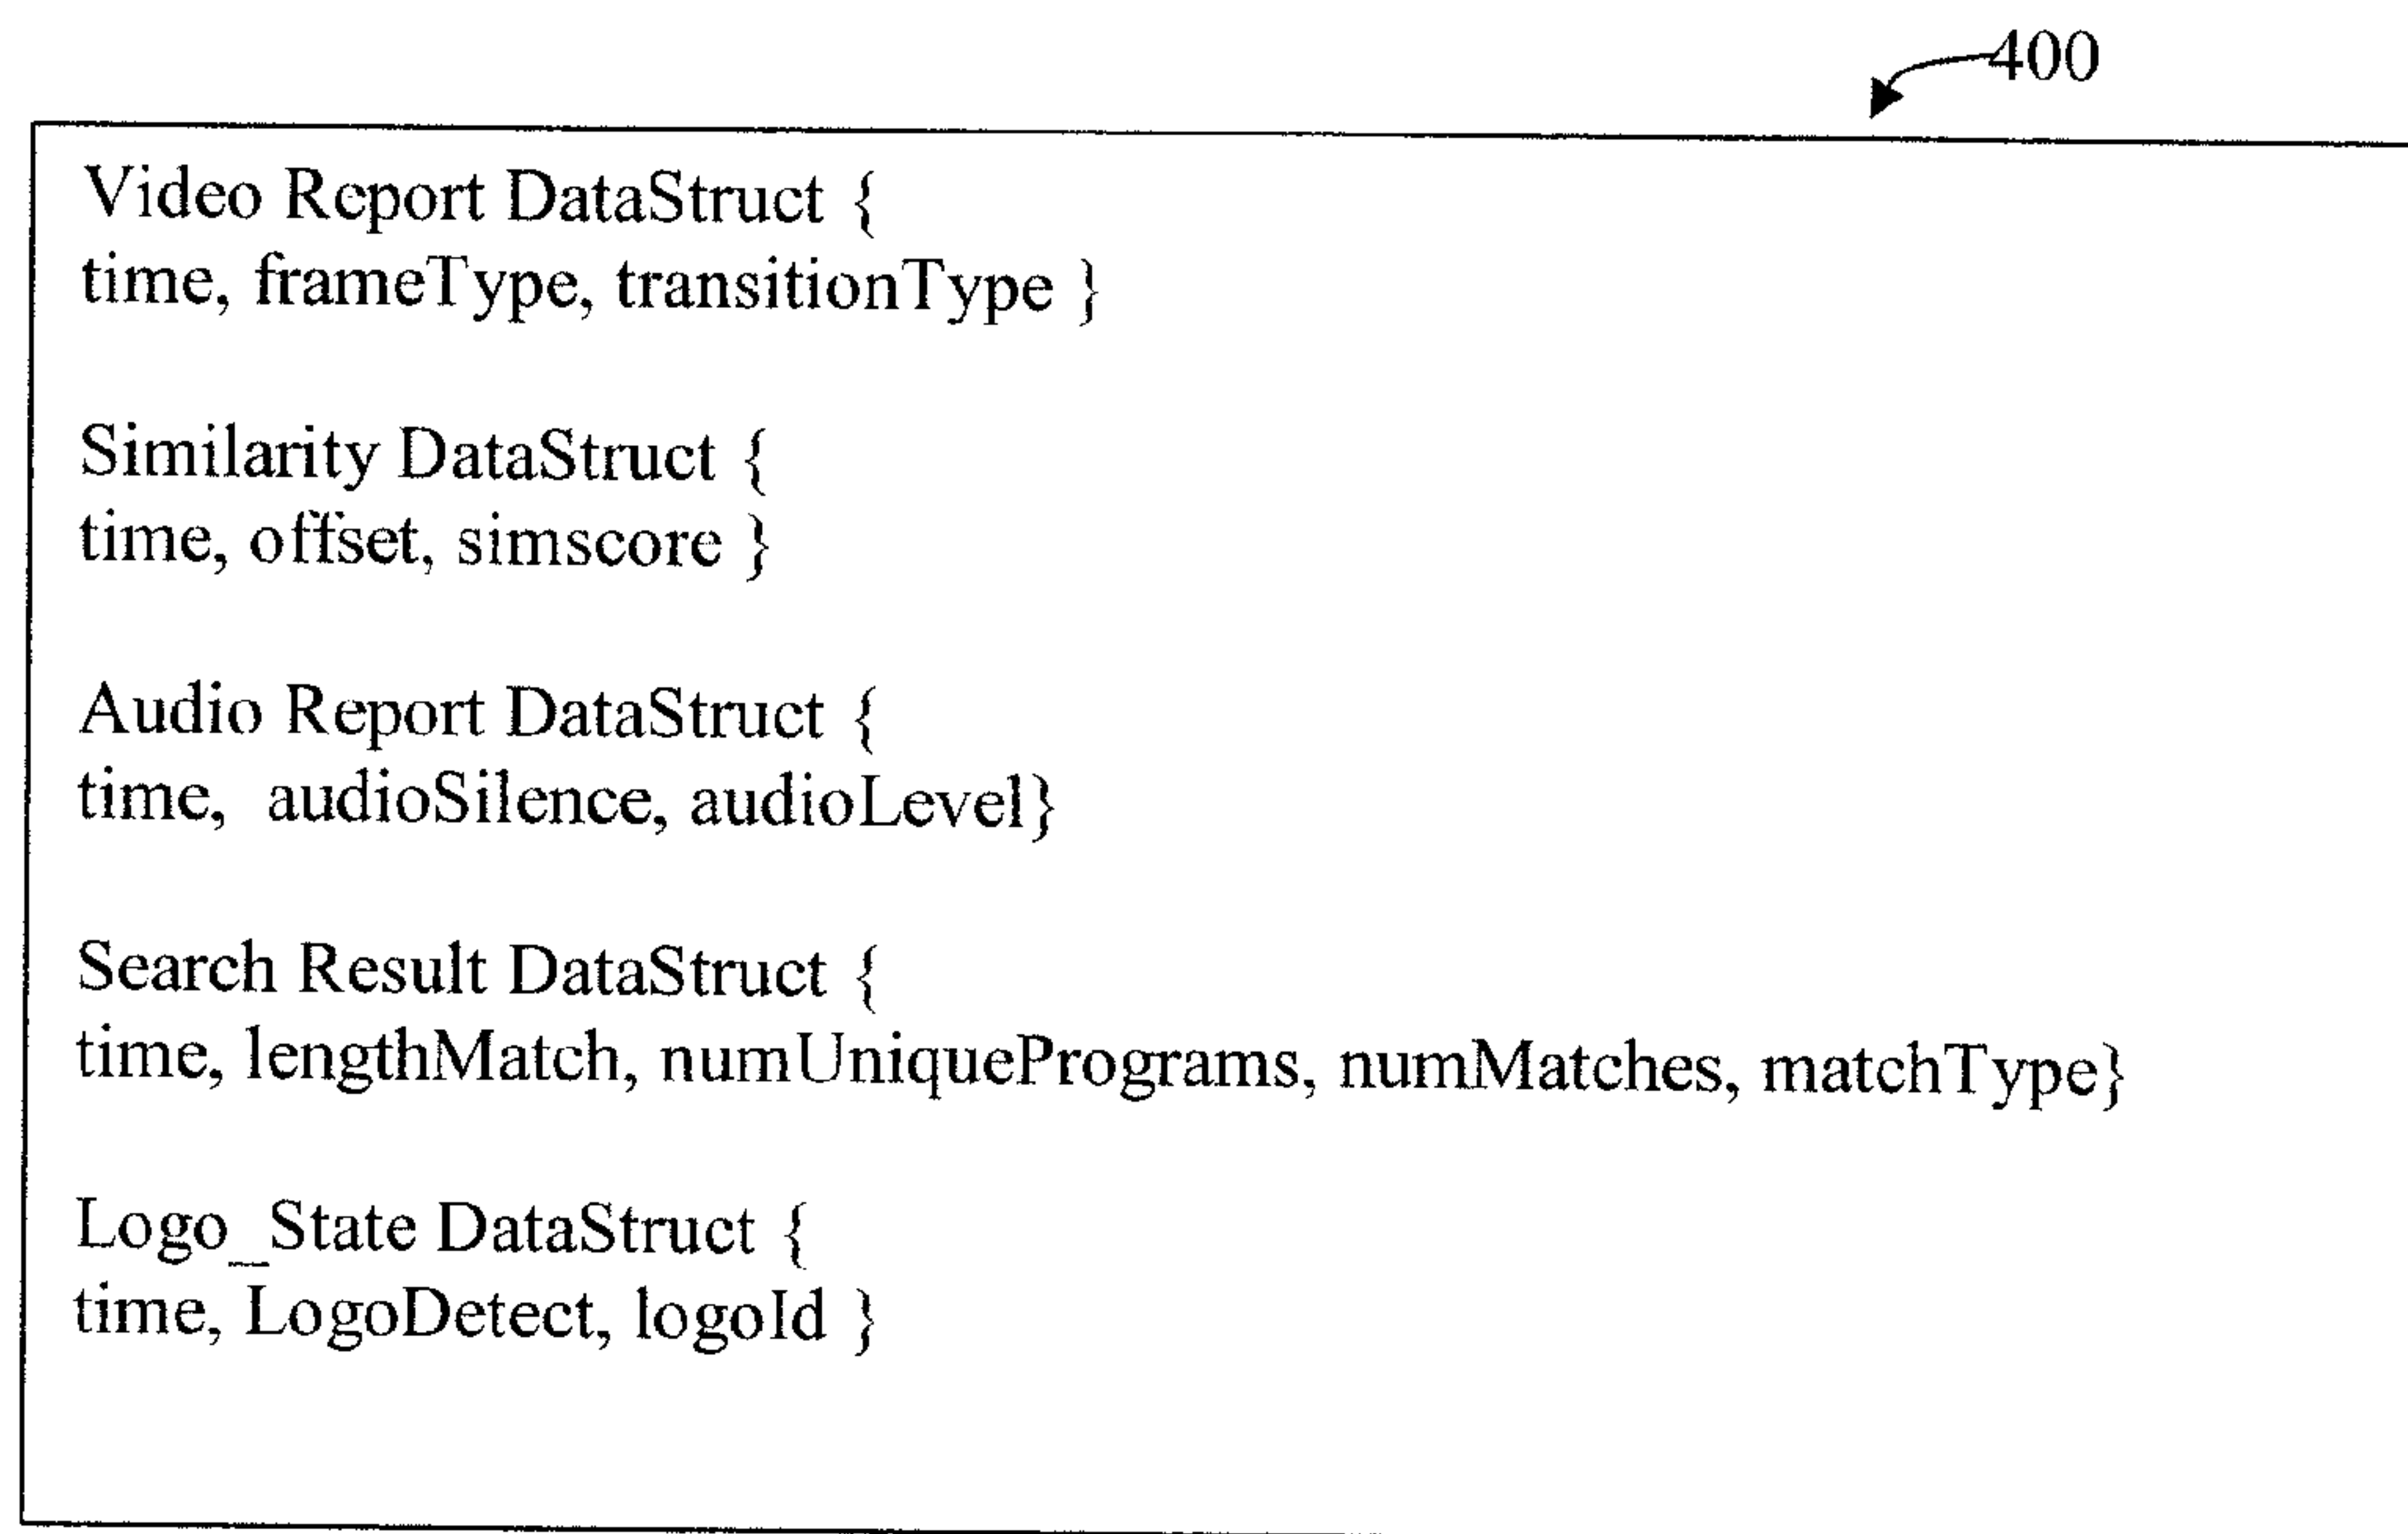 400
Video Report DataStruct {
time, frameType, transitionType }
Similarity DataStruct {
time, offset, simscore }
Audio Report DataStruct {
time, audioSilence, audioLevel}
Search Result DataStruct {
time, lengthMatch, numUniquePrograms, numMatches, matchType}
Logo_State DataStruct {
time, LogoDetect, logoId }